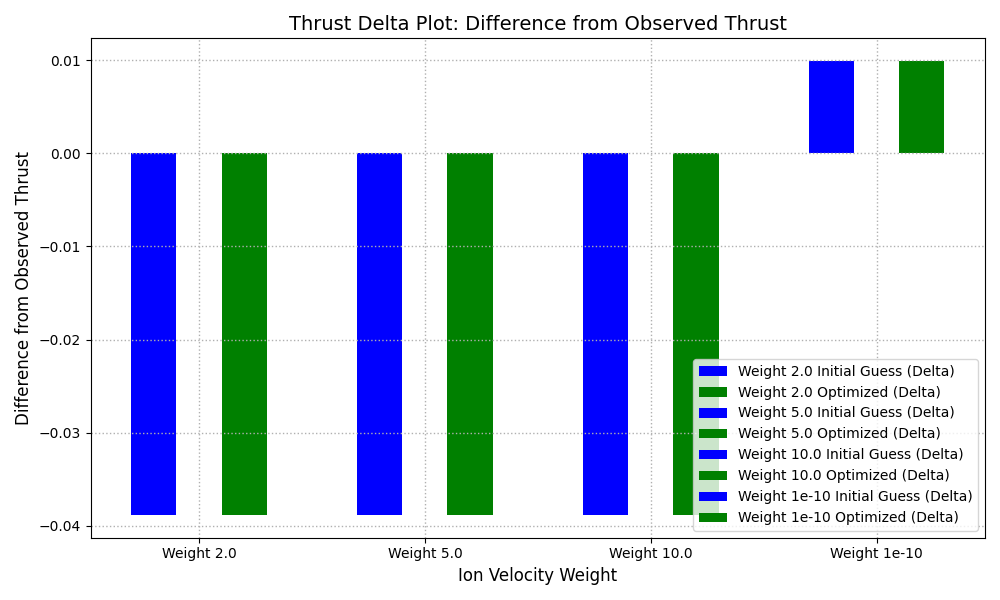 Thrust Delta Plot: Difference from Observed Thrust
Difference from Observed Thrust
0.01
0.00
−0.01
−0.02
−0.03
−0.04
Weight 2.0 Initial Guess (Delta)
Weight 2.0 Optimized (Delta)
Weight 5.0 Initial Guess (Delta)
Weight 5.0 Optimized (Delta)
Weight 10.0 Initial Guess (Delta)
Weight 10.0 Optimized (Delta)
Weight 1e-10 Initial Guess (Delta)
Weight 1e-10 Optimized (Delta)
Weight 2.0
Weight 5.0
Weight 10.0
Weight 1e-10
Ion Velocity Weight